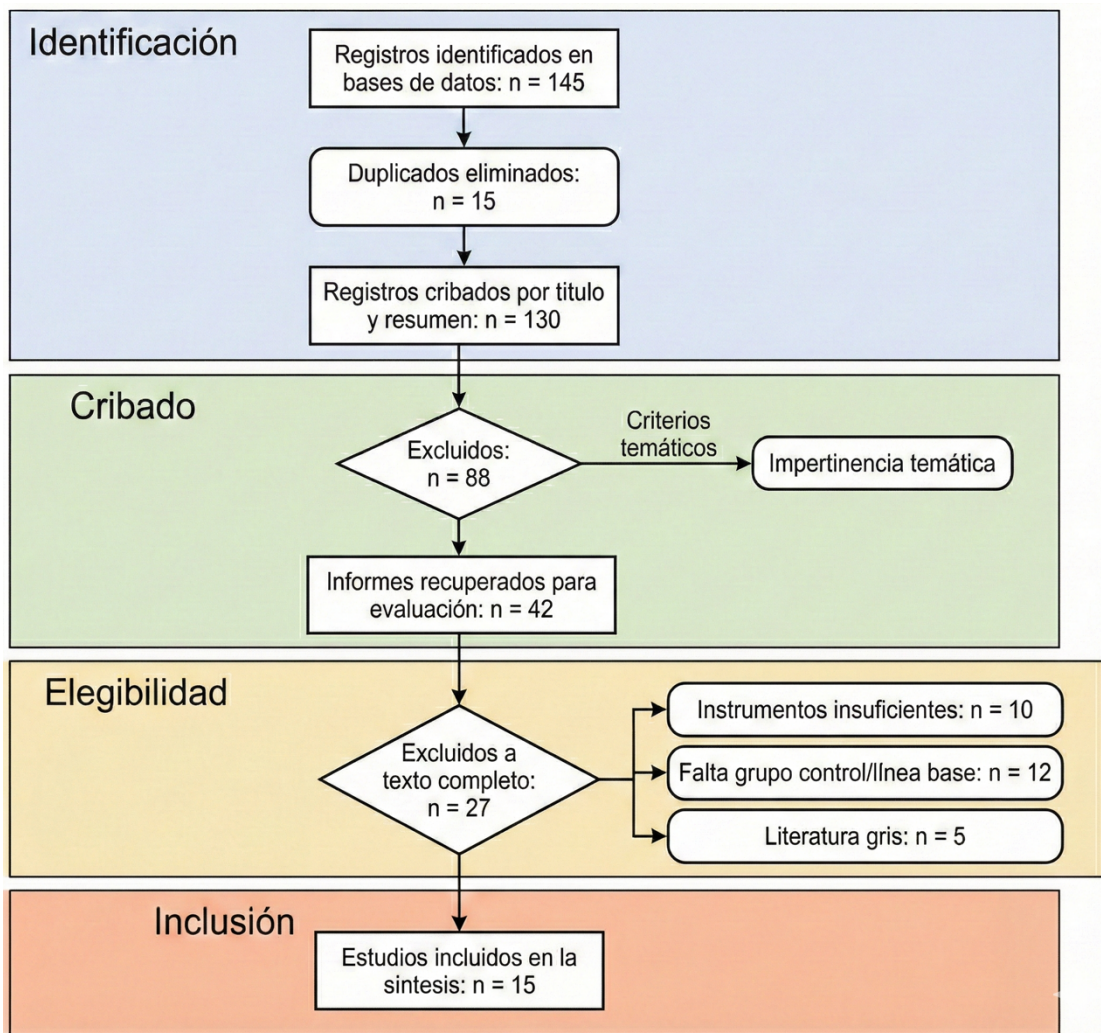 Identificación
Registros identificados en
bases de datos: n = 145
Duplicados eliminados:
n = 15
Registros cribados por titulo
y resumen: n = 130
Cribado
Excluidos:
n = 88
Criterios
temáticos
Impertinencia temática
Informes recuperados para
evaluación: n = 42
Elegibilidad
Excluidos a
texto completo:
n = 27
Instrumentos insuficientes: n = 10
Falta grupo control/línea base: n = 12
Literatura gris: n = 5
Inclusión
Estudios incluidos en la
sintesis: n = 15